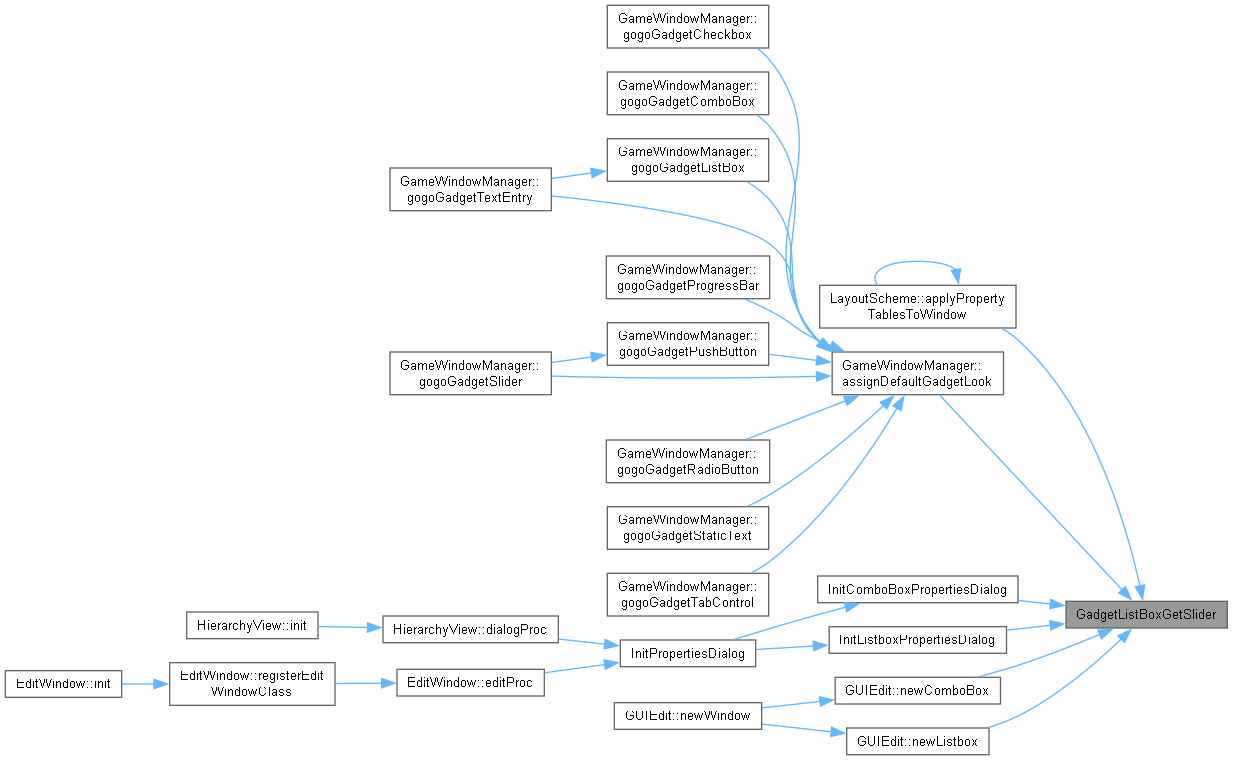 GameWindowManager::
gogoGadgetCheckbox
GameWindowManager::
gogoGadgetComboBox
GameWindowManager::
gogoGadgetListBox
GameWindowManager::
gogoGadgetTextEntry
GameWindowManager::
gogoGadgetProgressBar
LayoutScheme::applyProperty
TablesToWindow
GameWindowManager::
gogoGadgetPushButton
GameWindowManager::
gogoGadgetSlider
GameWindowManager::
assignDefaultGadgetLook
GameWindowManager::
gogoGadgetRadioButton
GameWindowManager::
gogoGadgetStaticText
GameWindowManager::
gogoGadgetTabControl
InitComboBoxPropertiesDialog
GadgetListBoxGetSlider
HierarchyView::init
HierarchyView::dialogProc
InitListboxPropertiesDialog
InitPropertiesDialog
EditWindow::init
EditWindow::registerEdit
WindowClass
EditWindow::editProc
GUIEdit::newComboBox
GUIEdit::newWindow
GUIEdit::newListbox